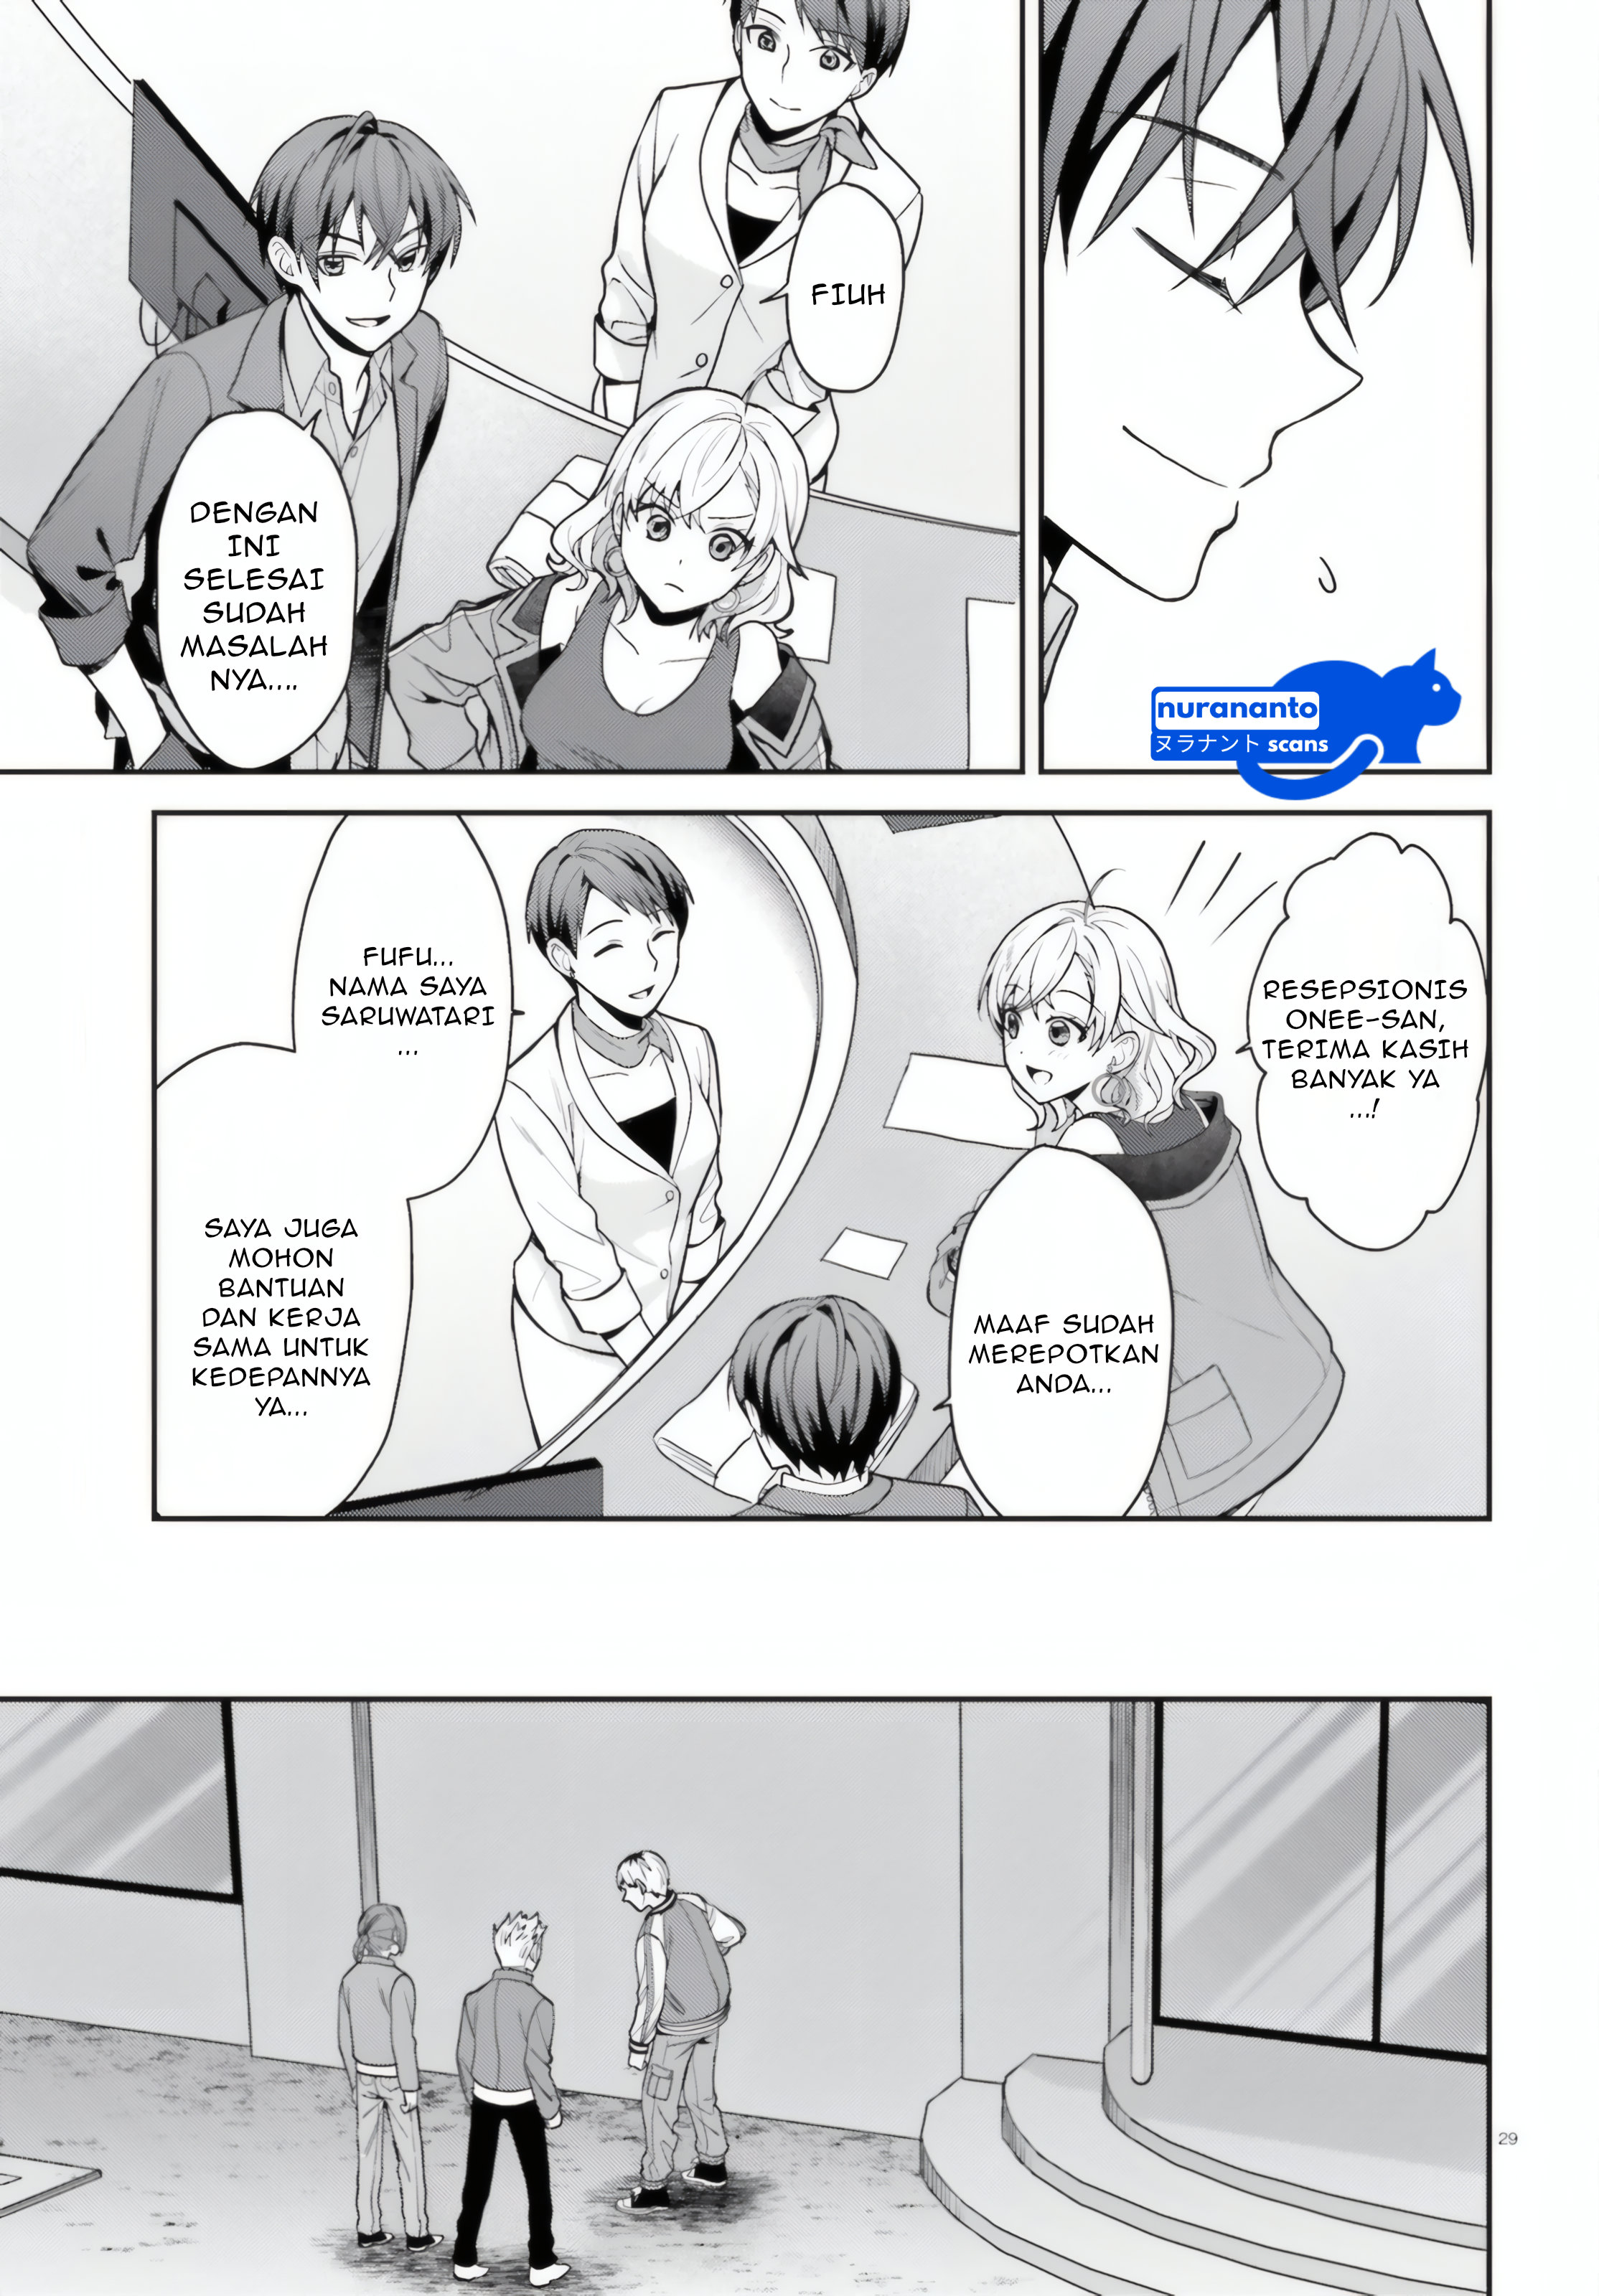 FIUH
DENGAN
INI
SELESAI
SUDAH
MASALAH
NYA....
nurananto
ヌラナント scans
RESEPSIONIS
ONEE-SAN,
TERIMA KASIH
BANYAK YA
...!
MAAF SUDAH
MEREPOTKAN
ANDA...
FUFU...
NAMA SAYA
SARUWATARI
...
SAYA JUGA
MOHON
BANTUAN
DAN KERJA
SAMA UNTUK
KEDEPANNYA
YA...
29